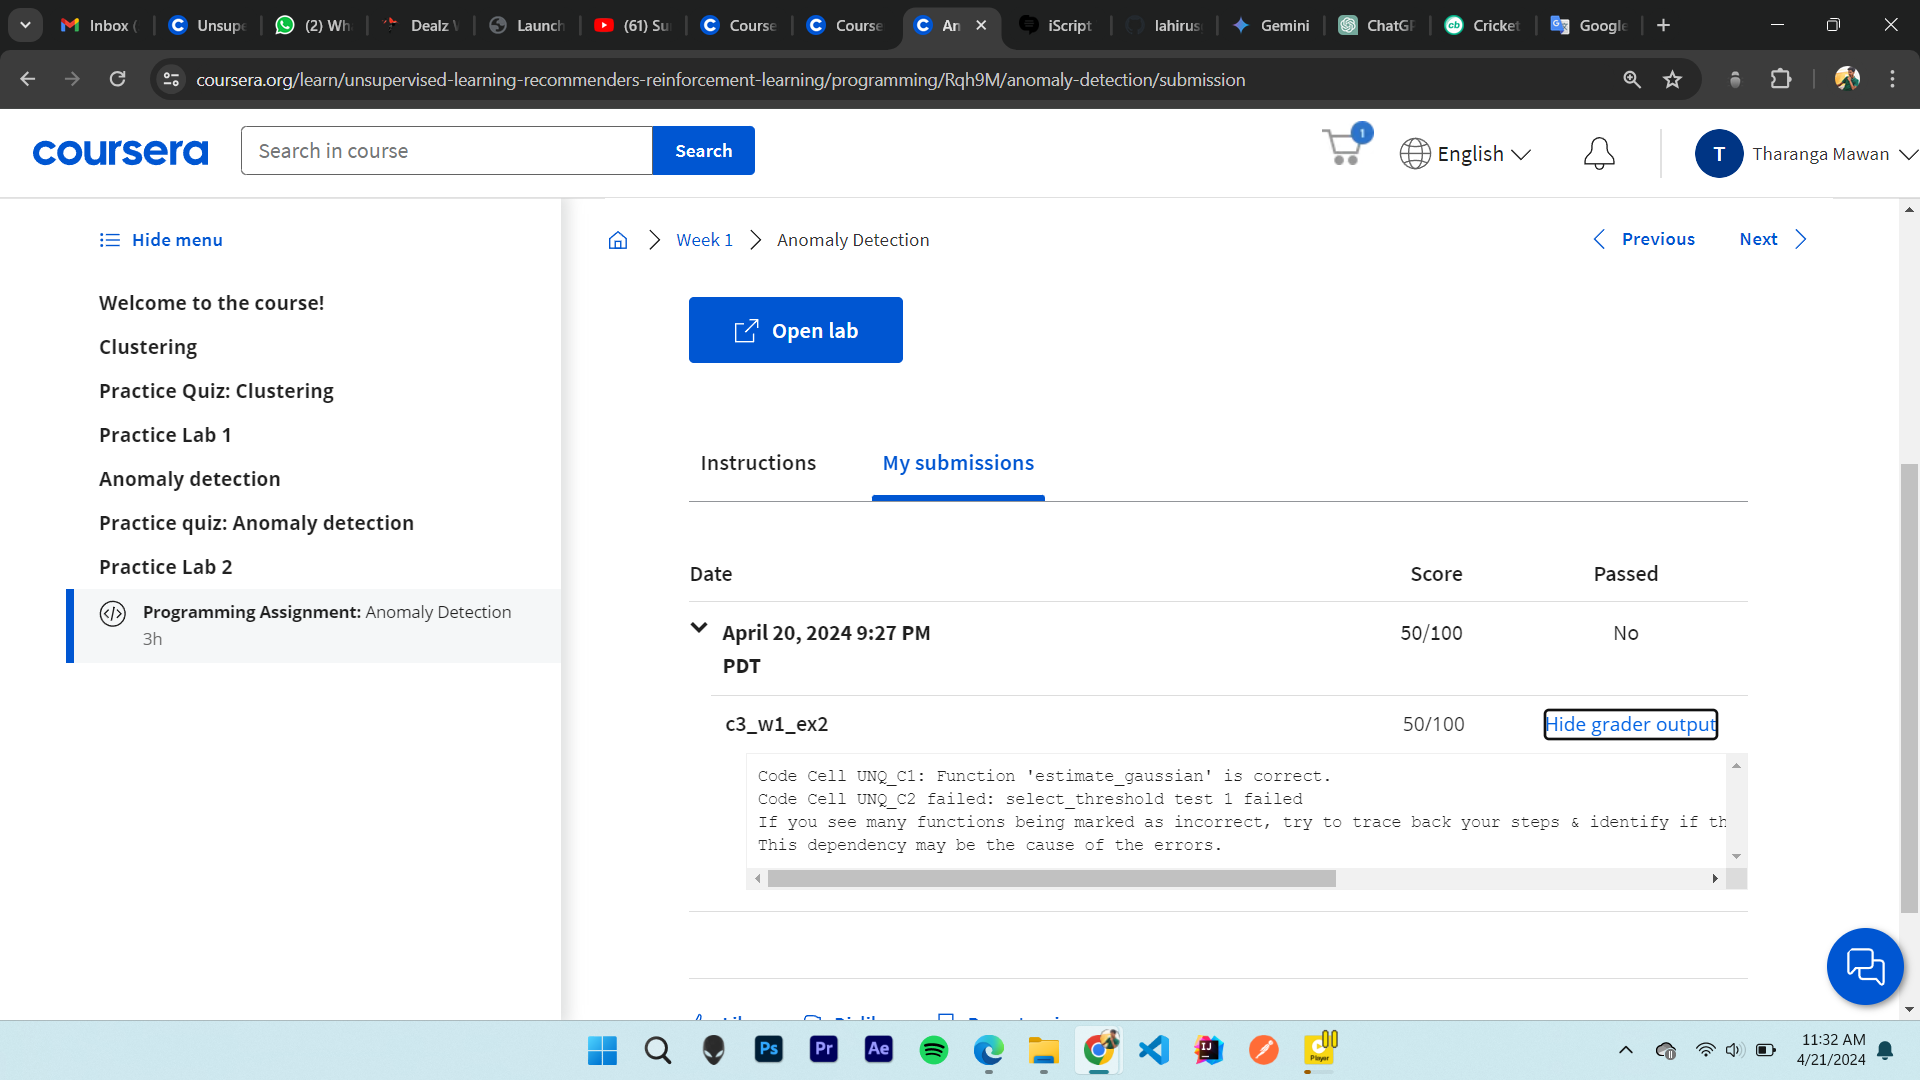 Inbox (
Unsupe
(2) Wh
Dealz
Launch
(61) Su
Course
Course
An
iScript
lahirus
Gemini
ChatGP
Cricket
Google
coursera.org/learn/unsupervised-learning-recommenders-reinforcement-learning/programming/Rqh9M/anomaly-detection/submission
coursera
Search in course
Search
1
English
T
Tharanga Mawan
Hide menu
Week 1
Anomaly Detection
Previous
Next
Welcome to the course!
Clustering
Practice Quiz: Clustering
Practice Lab 1
Anomaly detection
Practice quiz: Anomaly detection
Practice Lab 2
Programming Assignment: Anomaly Detection
3h
Open lab
Instructions
My submissions
Date
Score
Passed
April 20, 2024 9:27 PM
PDT
50/100
No
c3_w1_ex2
50/100
Hide grader output
Code Cell UNQ_C1: Function 'estimate_gaussian' is correct.
Code Cell UNQ_C2 failed: select_threshold test 1 failed
If you see many functions being marked as incorrect, try to trace back your steps & identify if th
This dependency may be the cause of the errors.
Ps
Pr
Ae
IJ
Player
11:32 AM
4/21/2024